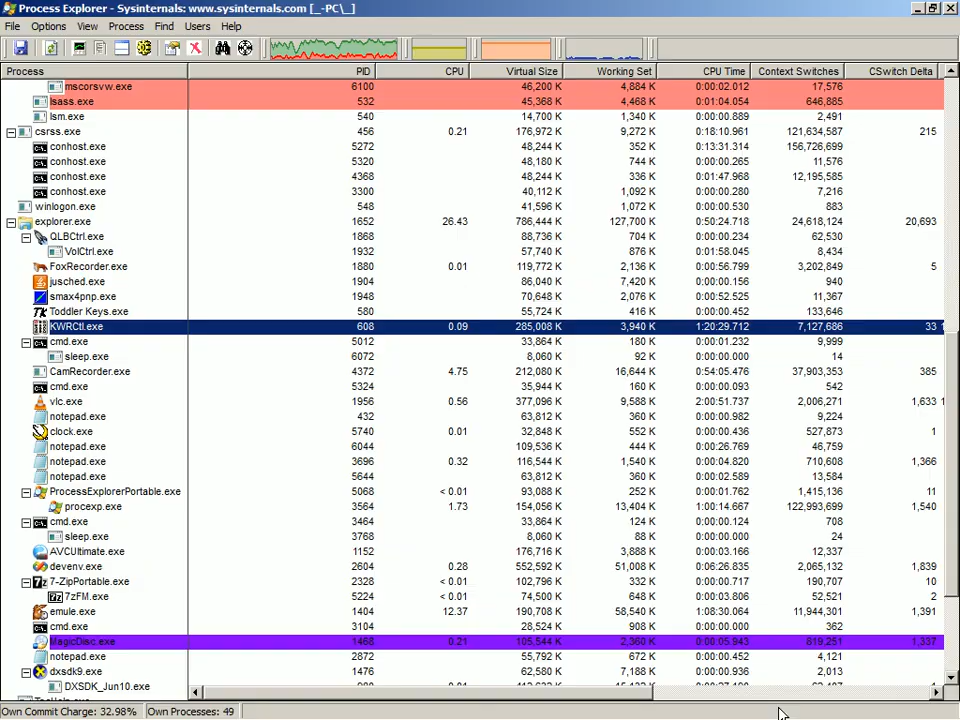 Process Explorer - Sysinternals: www.sysinternals.com [_-PC\_]
File Options View Process Find Users Help
Process PID CPU Virtual Size Working Set CPU Time Context Switches CSwitch Delta
mscorsvw.exe 6100 46,200 K 4,884 K 0:00:02.012 17,576
lsass.exe 532 45,368 K 4,468 K 0:01:04.054 646,885
lsm.exe 540 14,700 K 1,340 K 0:00:00.889 2,491
csrss.exe 456 0.21 176,972 K 9,272 K 0:18:10.961 121,634,587 215
conhost.exe 5272 48,244 K 352 K 0:13:31.314 156,726,699
conhost.exe 5320 48,180 K 744 K 0:00:00.265 11,576
conhost.exe 4368 48,244 K 336 K 0:01:47.968 12,195,585
conhost.exe 3300 40,112 K 1,092 K 0:00:00.280 7,216
winlogon.exe 548 41,596 K 1,072 K 0:00:00.530 883
explorer.exe 1652 26.43 786,444 K 127,700 K 0:50:24.718 24,618,124 20,693
QLBCtrl.exe 1868 88,736 K 704 K 0:00:00.234 62,530
VolCtrl.exe 1932 57,740 K 876 K 0:01:58.045 8,434
FoxRecorder.exe 1880 0.01 119,772 K 2,136 K 0:00:56.799 3,202,849 5
jusched.exe 1904 86,040 K 7,420 K 0:00:00.156 940
smax4pnp.exe 1948 70,648 K 2,076 K 0:00:52.525 11,367
Toddler Keys.exe 580 55,724 K 416 K 0:00:00.452 133,646
KWRCtl.exe 608 0.09 285,008 K 3,940 K 1:20:29.712 7,127,686 33
cmd.exe 5012 33,864 K 180 K 0:00:01.232 9,999
sleep.exe 6072 8,060 K 92 K 0:00:00.000 14
CamRecorder.exe 4372 4.75 212,080 K 16,644 K 0:54:05.476 37,903,353 385
cmd.exe 5324 35,944 K 160 K 0:00:00.093 542
vlc.exe 1956 0.56 377,096 K 9,588 K 2:00:51.737 2,006,271 1,633
notepad.exe 432 63,812 K 360 K 0:00:00.982 9,224
clock.exe 5740 0.01 32,848 K 552 K 0:00:00.436 527,873 1
notepad.exe 6044 109,536 K 444 K 0:00:26.769 46,759
notepad.exe 3696 0.32 116,544 K 1,540 K 0:00:04.820 710,608 1,366
notepad.exe 5644 63,812 K 360 K 0:00:02.589 13,584
ProcessExplorerPortable.exe 5068 < 0.01 93,088 K 252 K 0:00:01.762 1,415,136 11
procexp.exe 3564 1.73 154,056 K 13,404 K 1:00:14.667 122,993,699 1,540
cmd.exe 3464 33,864 K 124 K 0:00:00.124 708
sleep.exe 3768 8,060 K 88 K 0:00:00.000 24
AVCUltimate.exe 1152 176,716 K 3,888 K 0:00:03.166 12,337
devenv.exe 2604 0.28 552,592 K 51,008 K 0:06:26.835 2,065,132 1,839
7-ZipPortable.exe 2328 < 0.01 102,796 K 332 K 0:00:00.717 190,707 10
7zFM.exe 5224 < 0.01 74,500 K 648 K 0:00:03.806 52,521 2
emule.exe 1404 12.37 190,708 K 58,540 K 1:08:30.064 11,944,301 1,391
cmd.exe 3104 28,524 K 908 K 0:00:00.000 362
MagicDisc.exe 1468 0.21 105,544 K 2,360 K 0:00:05.943 819,251 1,337
notepad.exe 2872 55,792 K 672 K 0:00:00.452 4,121
dxsdk9.exe 1476 62,580 K 7,188 K 0:00:00.936 2,013
DXSDK_Jun10.exe
Own Commit Charge: 32.98% Own Processes: 49